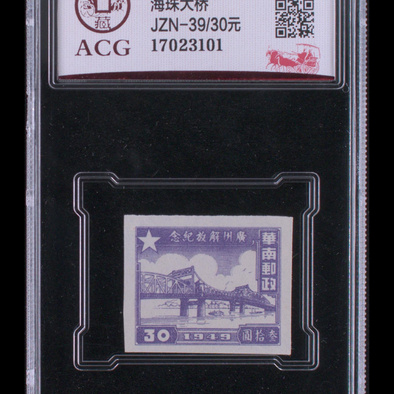 藏
ACG
海珠大桥
JZN-39/30元
17023101
念紀放解州廣
華南郵政
30
1949
圓拾叁